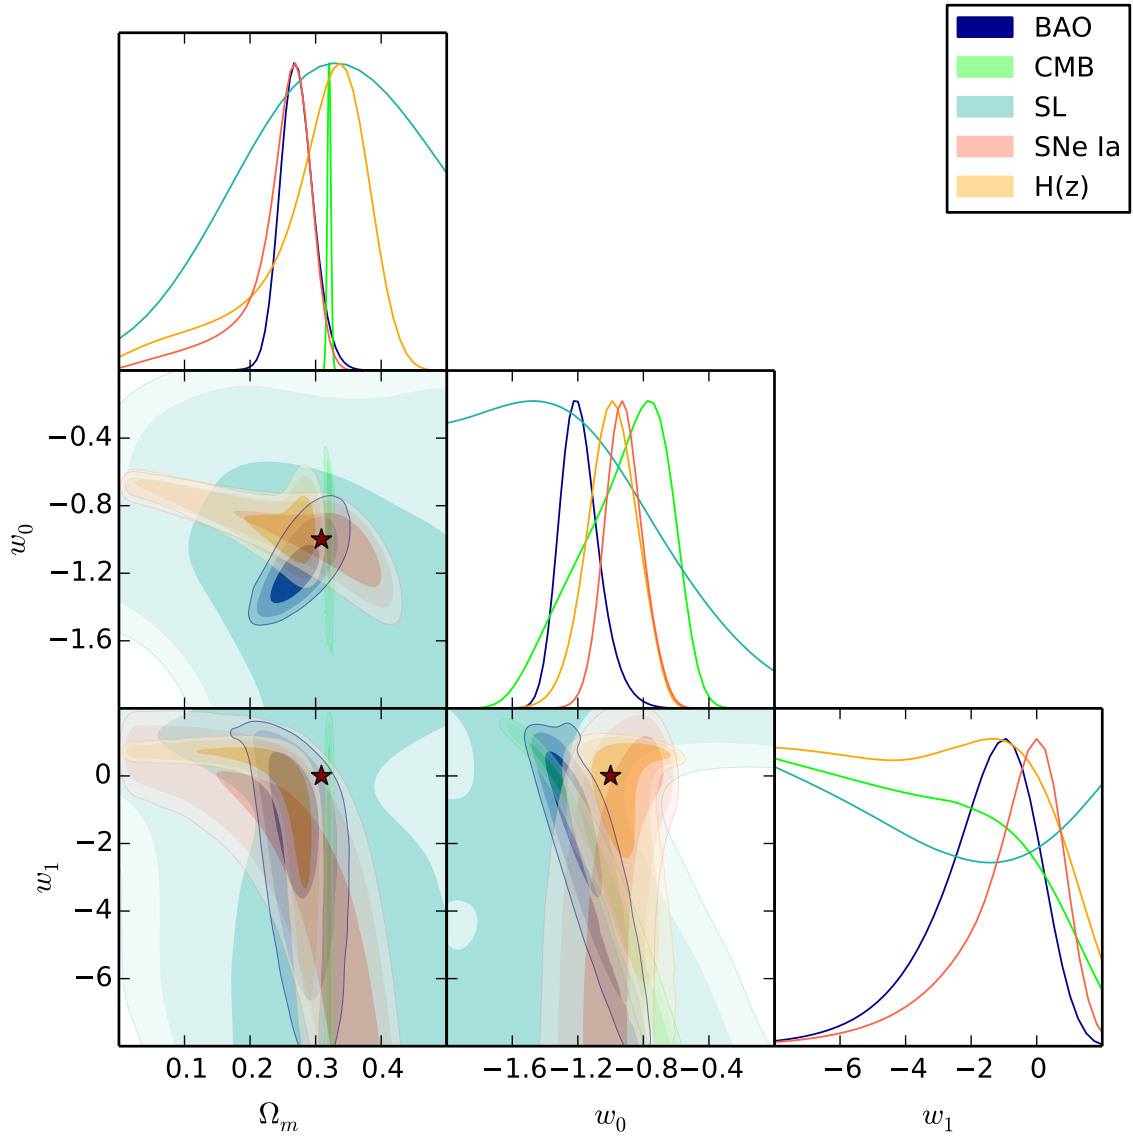 BAO
CMB
SL
SNe Ia
H(z)
−0.4
−0.8
−1.2
−1.6
w₀
0
−2
−4
−6
w₁
0.1 0.2 0.3 0.4
−1.6 −1.2 −0.8 −0.4
−6 −4 −2 0
Ωₘ
w₀
w₁